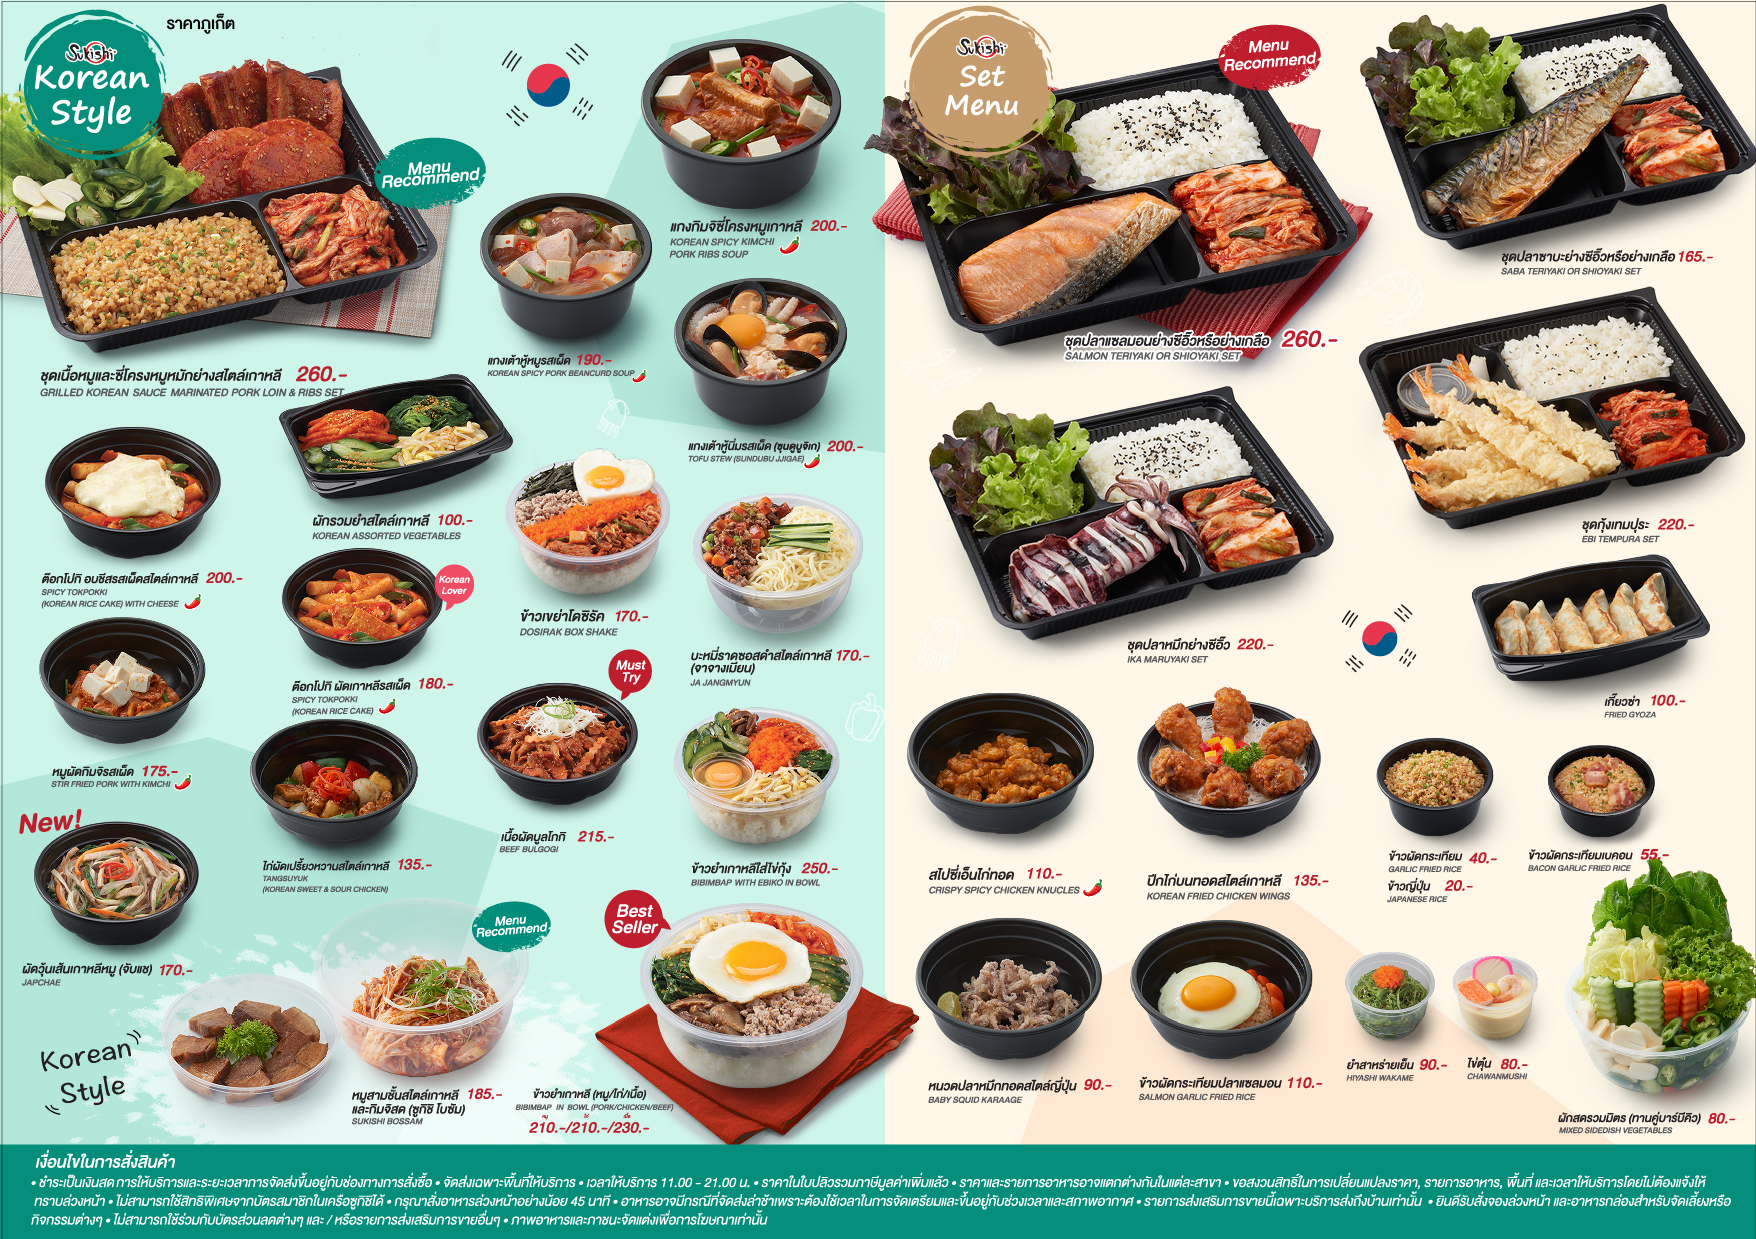 ราคาภูเก็ต
Sukishi
Korean
Style
Menu
Recommend
ชุดเนื้อหมูและซี่โครงหมูหมักย่างสไตล์เกาหลี 260.-
GRILLED KOREAN SAUCE MARINATED PORK LOIN & RIBS SET
แกงกิมจิซี่โครงหมูเกาหลี 200.-
KOREAN SPICY KIMCHI
PORK RIBS SOUP
แกงเต้าหู้หมูรสเผ็ด 190.-
KOREAN SPICY PORK BEANCURD SOUP
แกงเต้าหู้นิ่มรสเผ็ด (ซุนดูบูจิเก) 200.-
TOFU STEW (SUNDUBU JJIGAE)
ผักรวมยำสไตล์เกาหลี 100.-
KOREAN ASSORTED VEGETABLES
ต๊อกโปกิ อบชีสรสเผ็ดสไตล์เกาหลี 200.-
SPICY TOKPOKKI
(KOREAN RICE CAKE) WITH CHEESE
Korean
Lover
ต๊อกโปกิ ผัดเกาหลีรสเผ็ด 180.-
SPICY TOKPOKKI
(KOREAN RICE CAKE)
ข้าวเขย่าโดซิรัค 170.-
DOSIRAK BOX SHAKE
บะหมี่ราดซอสดำสไตล์เกาหลี 170.-
(จาจางเมียน)
JA JANGMYUN
หมูผัดกิมจิรสเผ็ด 175.-
STIR FRIED PORK WITH KIMCHI
Must
Try
เนื้อผัดบูลโกกิ 215.-
BEEF BULGOGI
ไก่ผัดเปรี้ยวหวานสไตล์เกาหลี 135.-
TANGSUYUK
(KOREAN SWEET & SOUR CHICKEN)
ข้าวยำเกาหลีใส่ไข่กุ้ง 250.-
BIBIMBAP WITH EBIKO IN BOWL
New!
ผัดวุ้นเส้นเกาหลีหมู (จับแช) 170.-
JAPCHAE
Korean
Style
Menu
Recommend
หมูสามชั้นสไตล์เกาหลี 185.-
และกิมจิสด (ซูกิชิ โบซัม)
SUKISHI BOSSAM
Best
Seller
ข้าวยำเกาหลี (หมู/ไก่/เนื้อ)
BIBIMBAP IN BOWL (PORK/CHICKEN/BEEF)
หมู ไก่ เนื้อ
210.-/210.-/230.-
Sukishi
Set
Menu
Menu
Recommend
ชุดปลาแซลมอนย่างซีอิ๊วหรือย่างเกลือ 260.-
SALMON TERIYAKI OR SHIOYAKI SET
ชุดปลาซาบะย่างซีอิ๊วหรือย่างเกลือ 165.-
SABA TERIYAKI OR SHIOYAKI SET
ชุดกุ้งเทมปุระ 220.-
EBI TEMPURA SET
ชุดปลาหมึกย่างซีอิ๊ว 220.-
IKA MARUYAKI SET
เกี๊ยวซ่า 100.-
FRIED GYOZA
สไปซี่เอ็นไก่ทอด 110.-
CRISPY SPICY CHICKEN KNUCLES
ปีกไก่บนทอดสไตล์เกาหลี 135.-
KOREAN FRIED CHICKEN WINGS
ข้าวผัดกระเทียม 40.-
GARLIC FRIED RICE
ข้าวญี่ปุ่น 20.-
JAPANESE RICE
ข้าวผัดกระเทียมเบคอน 55.-
BACON GARLIC FRIED RICE
หนวดปลาหมึกทอดสไตล์ญี่ปุ่น 90.-
BABY SQUID KARAAGE
ข้าวผัดกระเทียมปลาแซลมอน 110.-
SALMON GARLIC FRIED RICE
ยำสาหร่ายเย็น 90.-
HIYASHI WAKAME
ไข่ตุ๋น 80.-
CHAWANMUSHI
ผักสดรวมมิตร (ทานคู่บาร์บีคิว) 80.-
MIXED SIDEDISH VEGETABLES
เงื่อนไขในการสั่งสินค้า
• ชำระเป็นเงินสด การให้บริการและระยะเวลาการจัดส่งขึ้นอยู่กับช่องทางการสั่งซื้อ • จัดส่งเฉพาะพื้นที่ให้บริการ • เวลาให้บริการ 11.00 - 21.00 น. • ราคาในใบปลิวรวมภาษีมูลค่าเพิ่มแล้ว • ราคาและรายการอาหารอาจแตกต่างกันในแต่ละสาขา • ขอสงวนสิทธิ์ในการเปลี่ยนแปลงราคา, รายการอาหาร, พื้นที่ และเวลาให้บริการโดยไม่ต้องแจ้งให้
ทราบล่วงหน้า • ไม่สามารถใช้สิทธิพิเศษจากบัตรสมาชิกในเครือซูกิชิได้ • กรุณาสั่งอาหารล่วงหน้าอย่างน้อย 45 นาที • อาหารอาจมีกรณีที่จัดส่งล่าช้าเพราะต้องใช้เวลาในการจัดเตรียมและขึ้นอยู่กับช่วงเวลาและสภาพอากาศ • รายการส่งเสริมการขายนี้เฉพาะบริการส่งถึงบ้านเท่านั้น • ยินดีรับสั่งจองล่วงหน้า และอาหารกล่องสำหรับจัดเลี้ยงหรือ
กิจกรรมต่างๆ • ไม่สามารถใช้ร่วมกับบัตรส่วนลดต่างๆ และ / หรือรายการส่งเสริมการขายอื่นๆ • ภาพอาหารและภาชนะจัดแต่งเพื่อการโฆษณาเท่านั้น